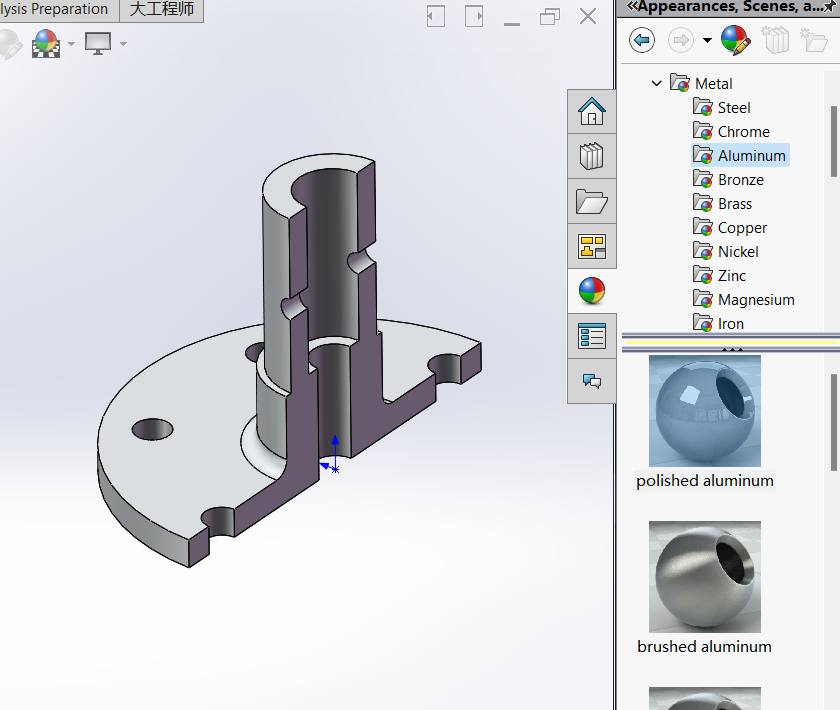 lysis Preparation
大工程师
«Appearances, Scenes, a...
Metal
Steel
Chrome
Aluminum
Bronze
Brass
Copper
Nickel
Zinc
Magnesium
Iron
polished aluminum
brushed aluminum